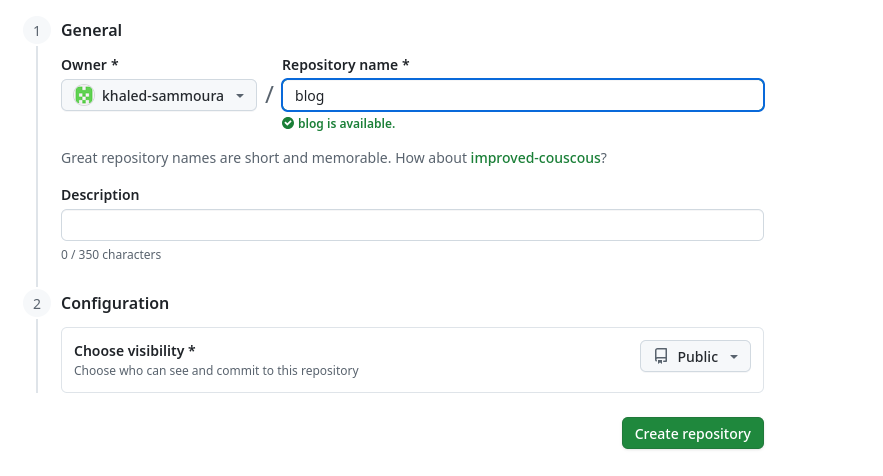 1 General
Owner * Repository name *
khaled-sammoura / blog
blog is available.
Great repository names are short and memorable. How about improved-couscous?
Description
0 / 350 characters
2 Configuration
Choose visibility *
Public
Choose who can see and commit to this repository
Create repository